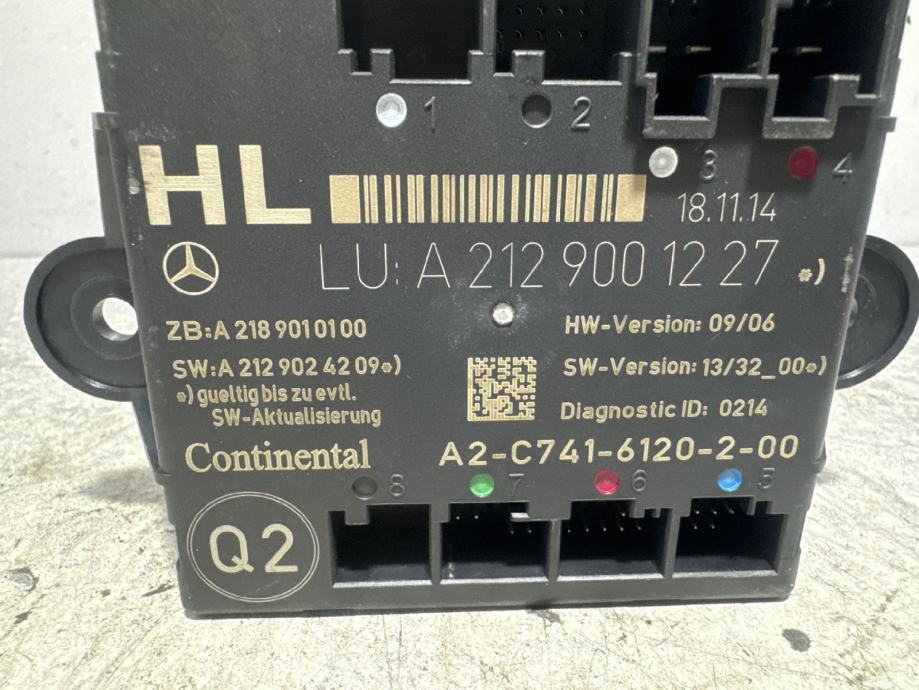 1 2
3 4
HL
18.11.14
LU: A 212 900 12 27 *)
ZB:A 218 901 01 00
HW-Version: 09/06
SW:A 212 902 42 09*)
SW-Version: 13/32_00*)
*)gueltig bis zu evtl.
SW-Aktualisierung
Diagnostic ID: 0214
Continental
A2-C741-6120-2-00
8 7 6 5
Q2